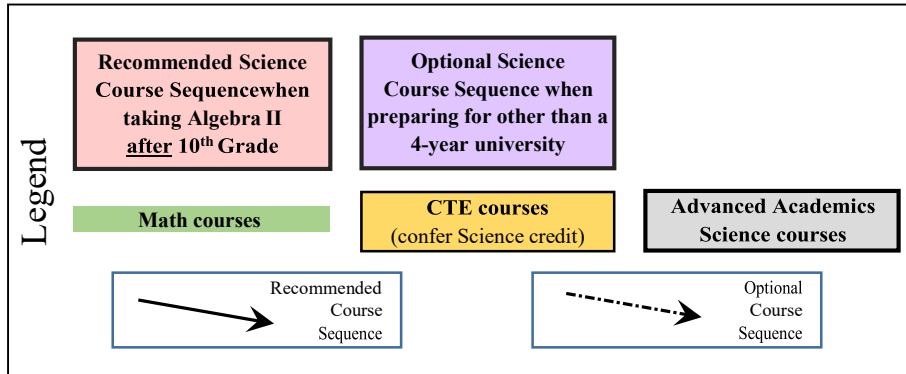 Legend
Recommended Science
Course Sequencewhen
taking Algebra II
after 10th Grade
Optional Science
Course Sequence when
preparing for other than a
4-year university
Math courses
CTE courses
(confer Science credit)
Advanced Academics
Science courses
Recommended
Course
Sequence
Optional
Course
Sequence